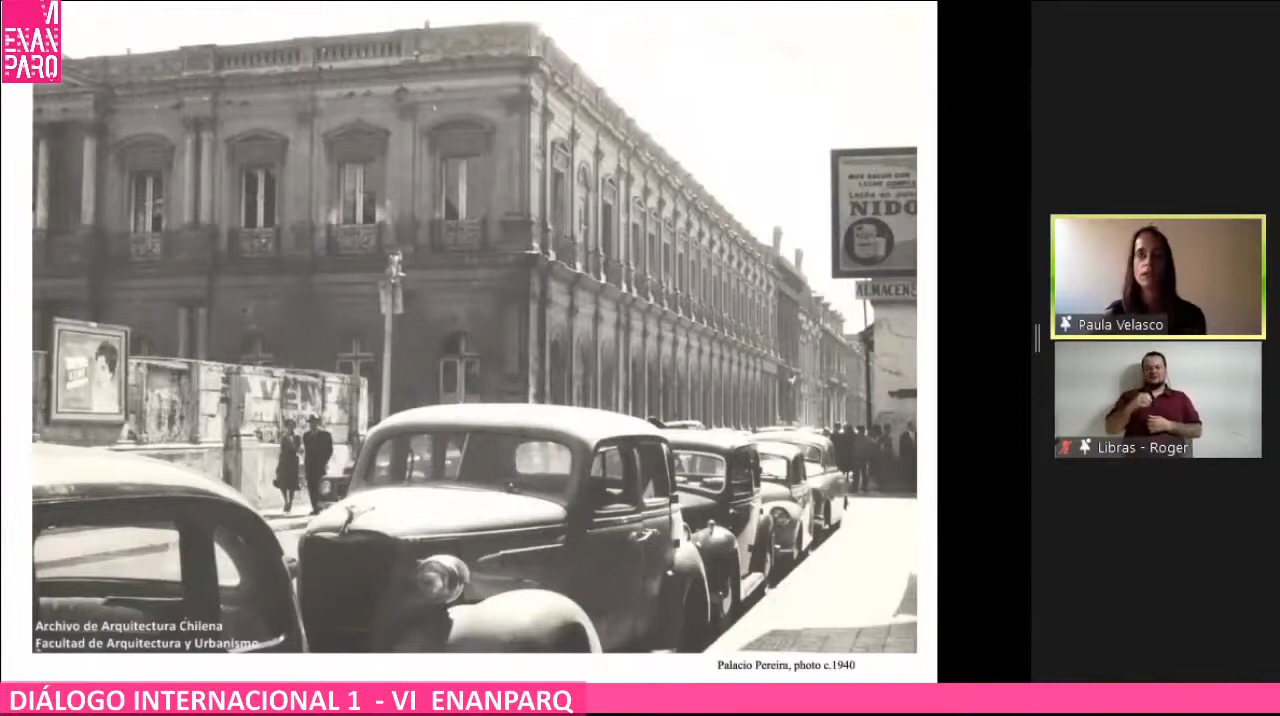 VI
ENAN
PARQ
NIDO
ALMACEN
Archivo de Arquitectura Chilena
Facultad de Arquitectura y Urbanismo
Palacio Pereira, photo c.1940
Paula Velasco
Libras - Roger
DIÁLOGO INTERNACIONAL 1 - VI ENANPARQ